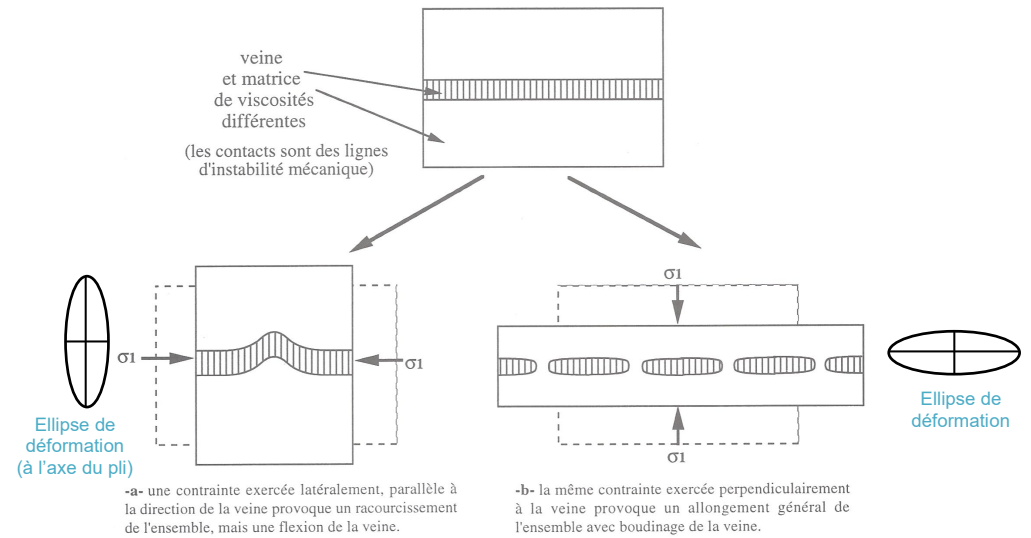 veine
et matrice
de viscosités
différentes
(les contacts sont des lignes
d'instabilité mécanique)
σ1
σ1
Ellipse de
déformation
(à l'axe du pli)
-a- une contrainte exercée latéralement, parallèle à
la direction de la veine provoque un racourcissement
de l'ensemble, mais une flexion de la veine.
σ1
σ1
Ellipse de
déformation
-b- la même contrainte exercée perpendiculairement
à la veine provoque un allongement général de
l'ensemble avec boudinage de la veine.